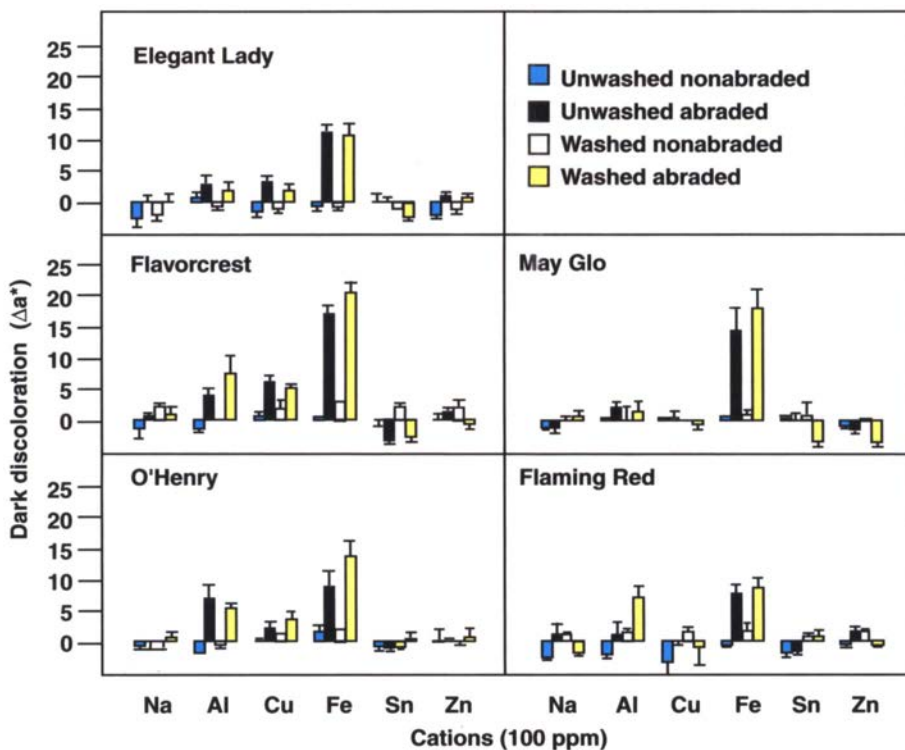 Elegant Lady
25
20
15
10
5
0
Unwashed nonabraded
Unwashed abraded
Washed nonabraded
Washed abraded
Flavorcrest
May Glo
25
20
15
10
5
0
O'Henry
Flaming Red
25
20
15
10
5
0
Dark discoloration (Δa*)
Na Al Cu Fe Sn Zn Na Al Cu Fe Sn Zn
Cations (100 ppm)